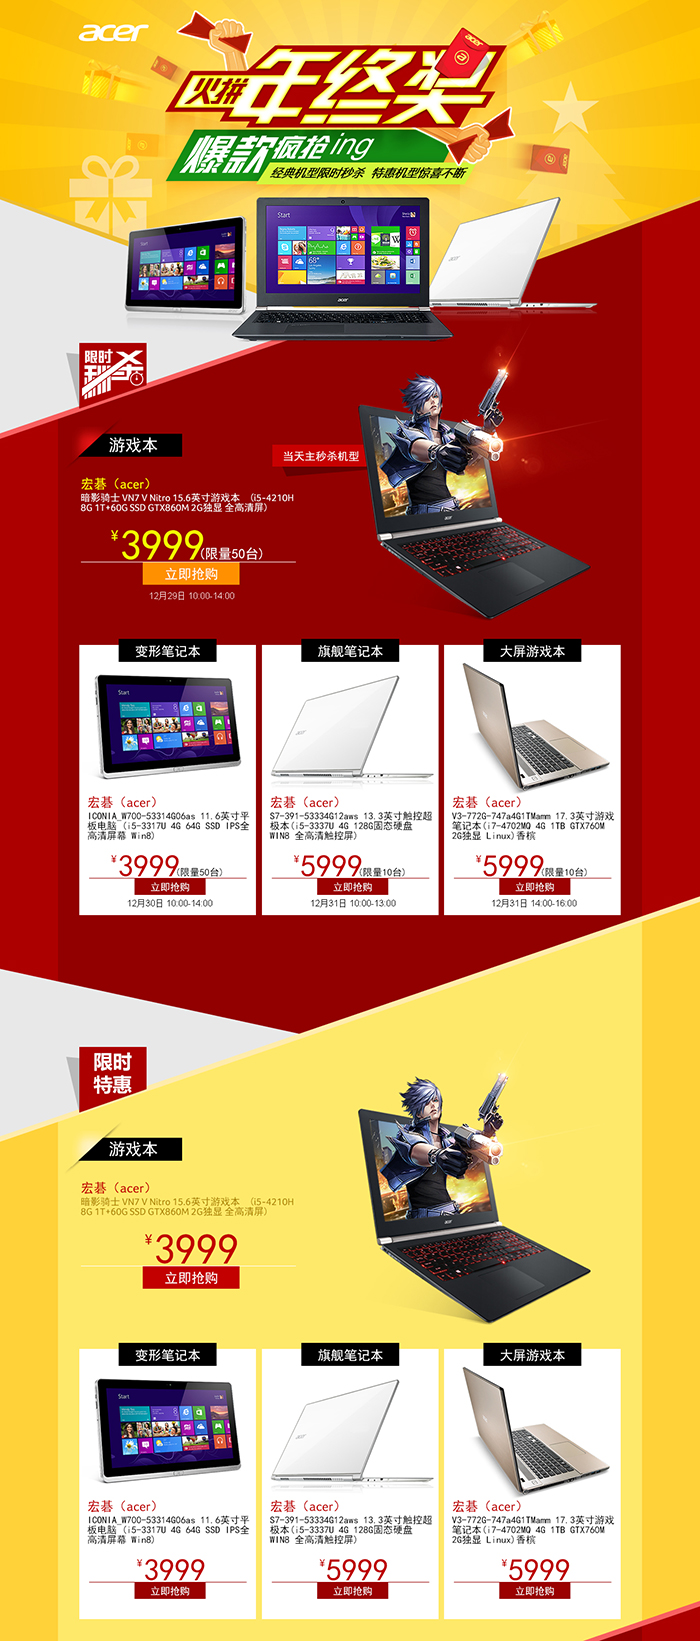 acer
火拼年终奖
爆款疯抢ing
经典机型限时秒杀 特惠机型惊喜不断
限时
秒杀
游戏本
当天主秒杀机型
宏碁（acer）
暗影骑士 VN7 V Nitro 15.6英寸游戏本 （i5-4210H
8G 1T+60G SSD GTX860M 2G独显 全高清屏）
¥3999(限量50台)
立即抢购
12月29日 10:00-14:00
变形笔记本
宏碁（acer）
ICONIA_W700-53314G06as 11.6英寸平
板电脑 (i5-3317U 4G 64G SSD IPS全
高清屏幕 Win8)
¥3999(限量50台)
立即抢购
12月30日 10:00-14:00
旗舰笔记本
宏碁（acer）
S7-391-53334G12aws 13.3英寸触控超
极本(i5-3337U 4G 128G固态硬盘
WIN8 全高清触控屏)
¥5999(限量10台)
立即抢购
12月31日 10:00-13:00
大屏游戏本
宏碁（acer）
V3-772G-747a4G1TMamm 17.3英寸游戏
笔记本(i7-4702MQ 4G 1TB GTX760M
2G独显 Linux)香槟
¥5999(限量10台)
立即抢购
12月31日 14:00-16:00
限时
特惠
游戏本
宏碁（acer）
暗影骑士 VN7 V Nitro 15.6英寸游戏本 （i5-4210H
8G 1T+60G SSD GTX860M 2G独显 全高清屏）
¥3999
立即抢购
变形笔记本
宏碁（acer）
ICONIA_W700-53314G06as 11.6英寸平
板电脑 (i5-3317U 4G 64G SSD IPS全
高清屏幕 Win8)
¥3999
立即抢购
旗舰笔记本
宏碁（acer）
S7-391-53334G12aws 13.3英寸触控超
极本(i5-3337U 4G 128G固态硬盘
WIN8 全高清触控屏)
¥5999
立即抢购
大屏游戏本
宏碁（acer）
V3-772G-747a4G1TMamm 17.3英寸游戏
笔记本(i7-4702MQ 4G 1TB GTX760M
2G独显 Linux)香槟
¥5999
立即抢购